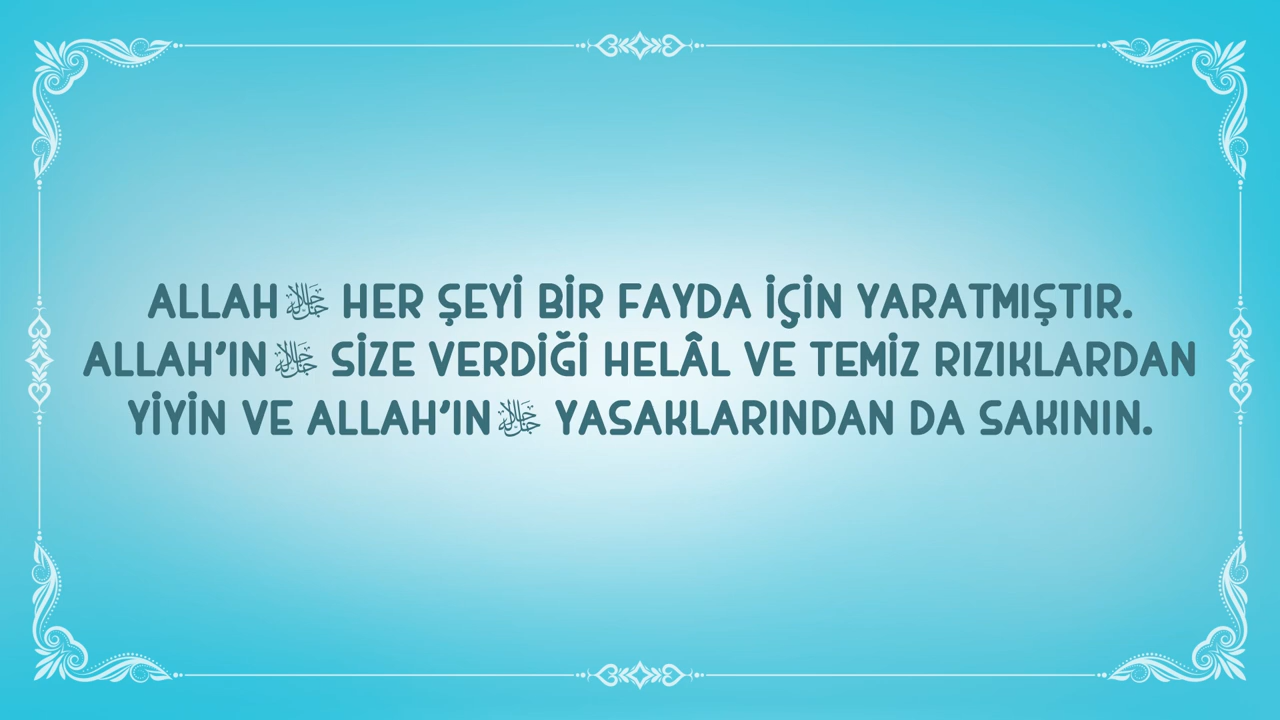 ALLAH ﷻ HER ŞEYİ BİR FAYDA İÇİN YARATMIŞTIR.
ALLAH'IN ﷻ SİZE VERDİĞİ HELÂL VE TEMİZ RIZIKLARDAN
YİYİN VE ALLAH'IN ﷻ YASAKLARINDAN DA SAKININ.